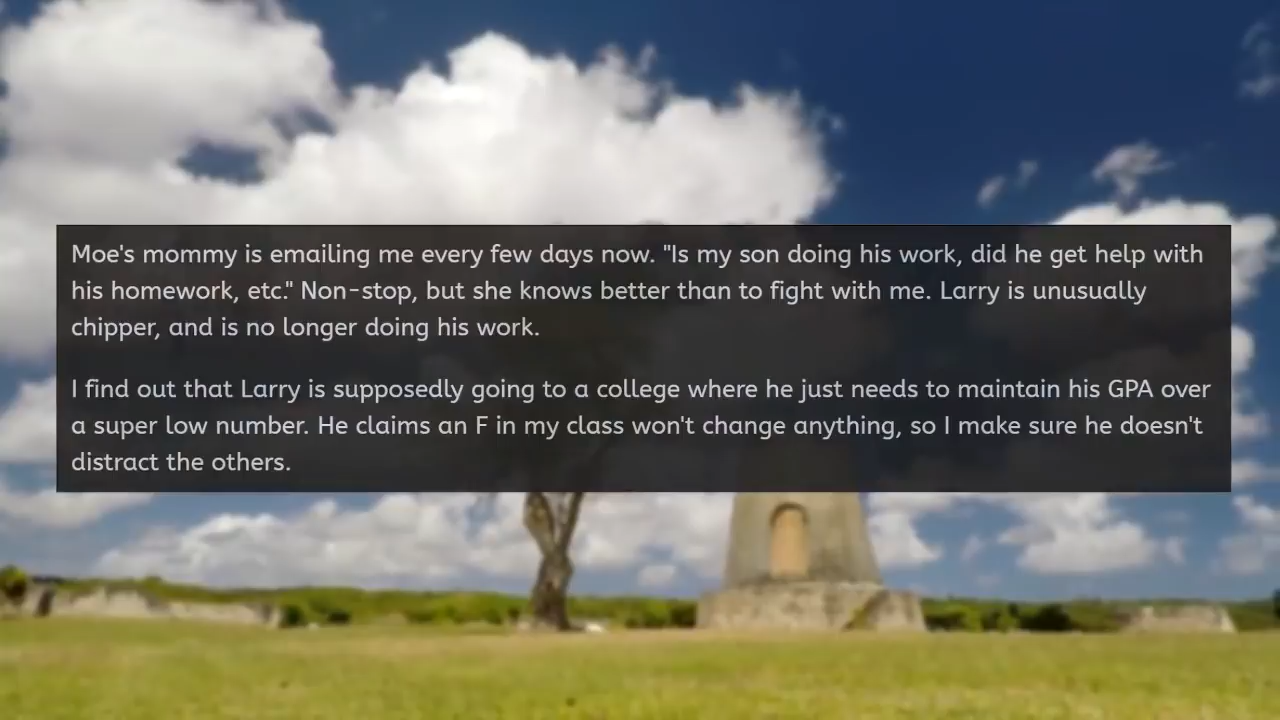 Moe's mommy is emailing me every few days now. "Is my son doing his work, did he get help with
his homework, etc." Non-stop, but she knows better than to fight with me. Larry is unusually
chipper, and is no longer doing his work.
I find out that Larry is supposedly going to a college where he just needs to maintain his GPA over
a super low number. He claims an F in my class won't change anything, so I make sure he doesn't
distract the others.